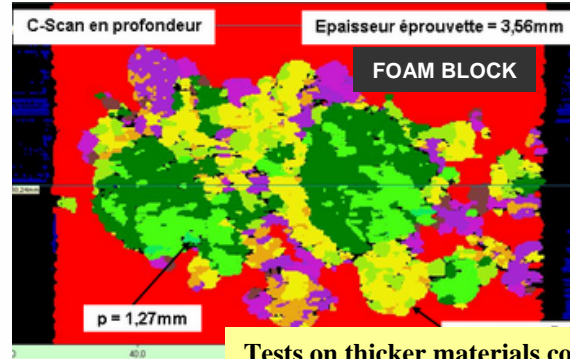 C-Scan en profondeur
Epaisseur éprouvette = 3,56mm
FOAM BLOCK
p = 1,27mm
40,0
Tests on thicker materials co